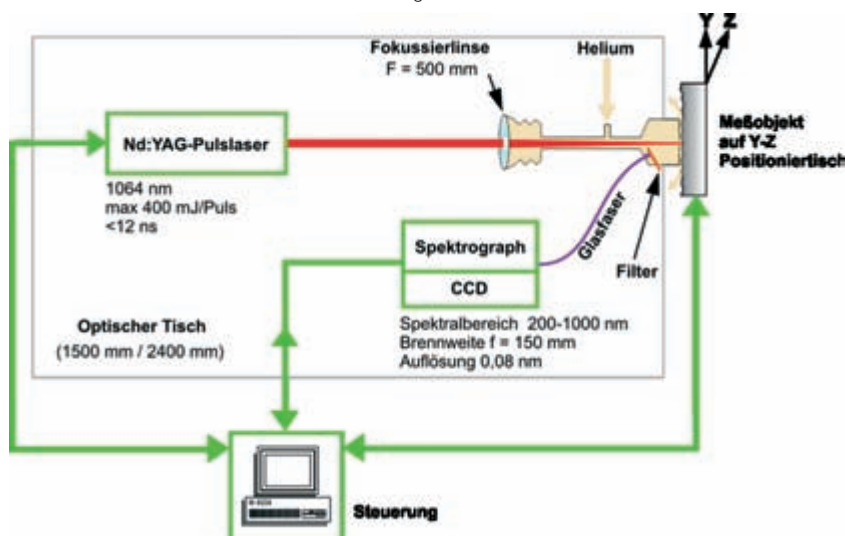 Y Z
Fokussierlinse
F = 500 mm
Helium
Nd:YAG-Pulslaser
1064 nm
max 400 mJ/Puls
<12 ns
Meßobjekt
auf Y-Z
Positioniertisch
Glasfaser
Filter
Spektrograph
CCD
Spektralbereich 200-1000 nm
Brennweite f = 150 mm
Auflösung 0,08 nm
Optischer Tisch
(1500 mm / 2400 mm)
Steuerung